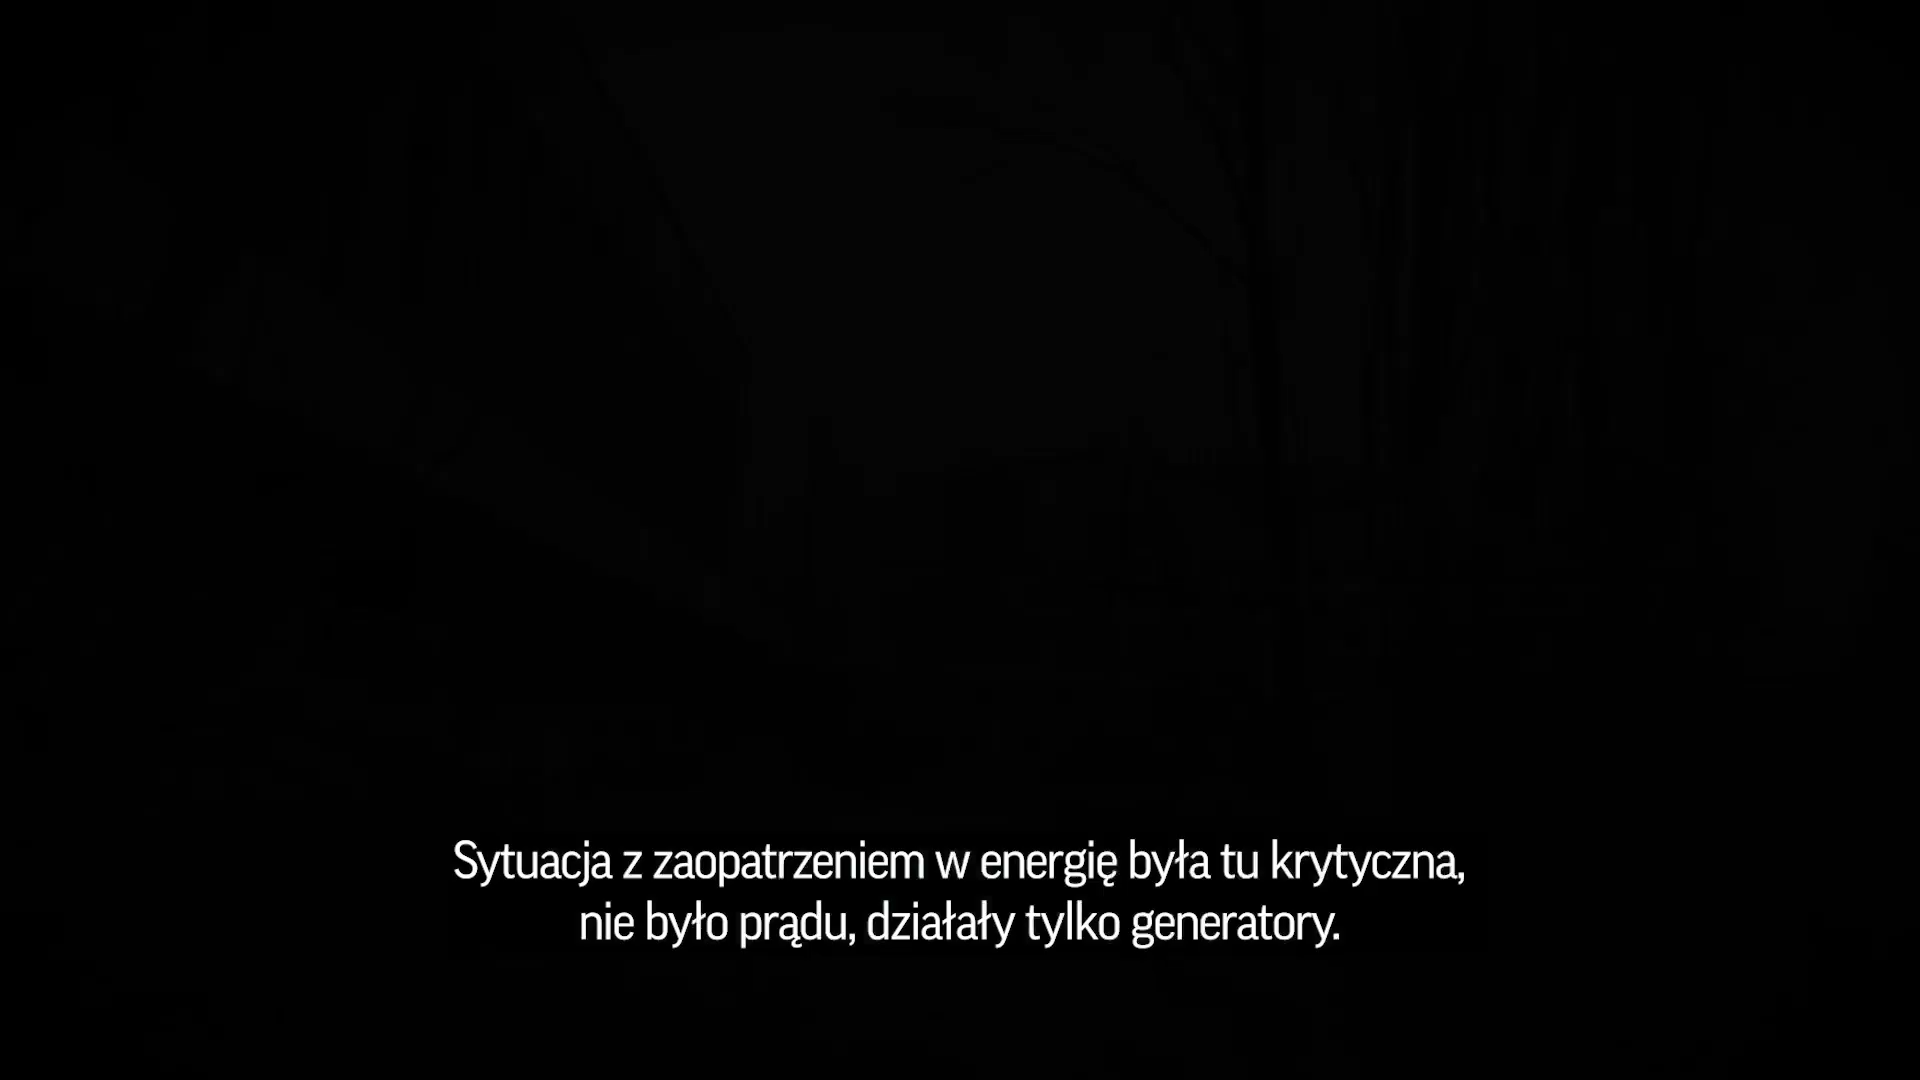 Sytuacja z zaopatrzeniem w energię była tu krytyczna,
nie było prądu, działały tylko generatory.